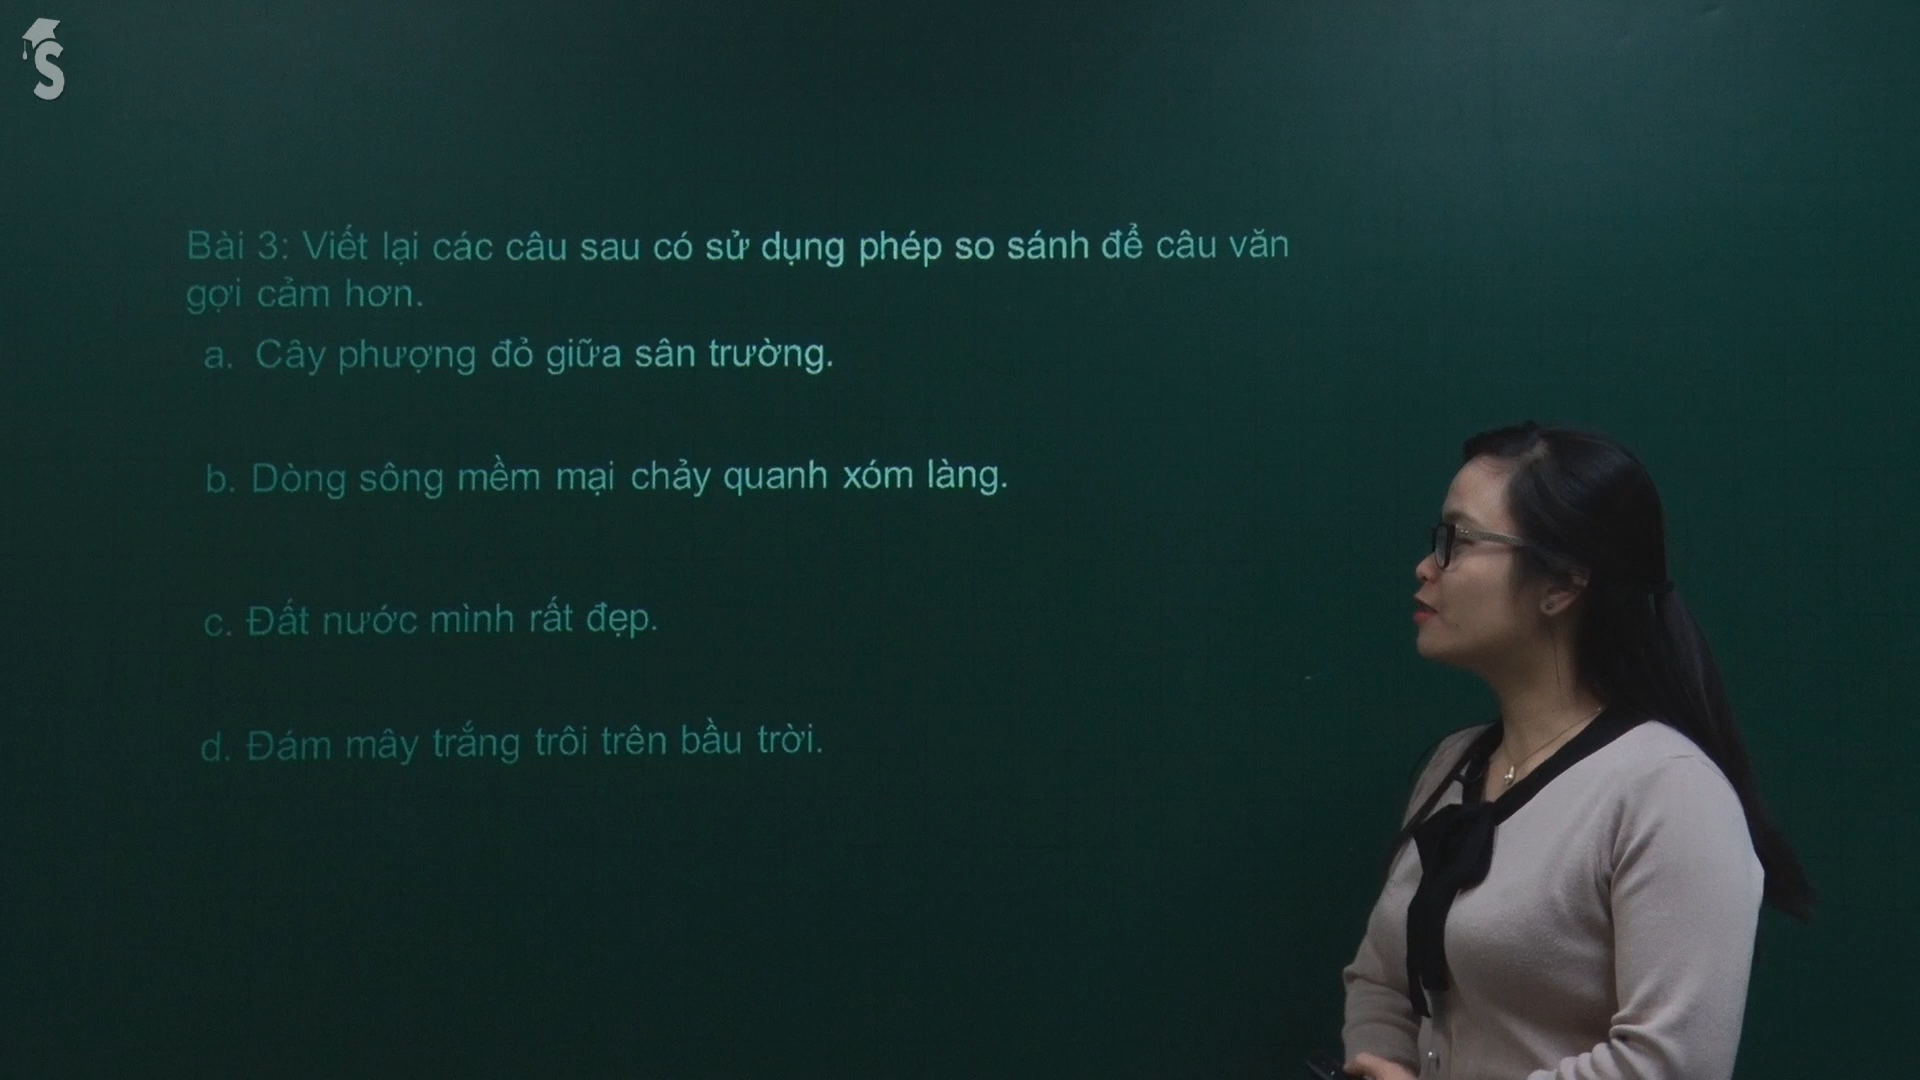 S
Bài 3: Viết lại các câu sau có sử dụng phép so sánh để câu văn
gợi cảm hơn.
a. Cây phượng đỏ giữa sân trường.
b. Dòng sông mềm mại chảy quanh xóm làng.
c. Đất nước mình rất đẹp.
d. Đám mây trắng trôi trên bầu trời.